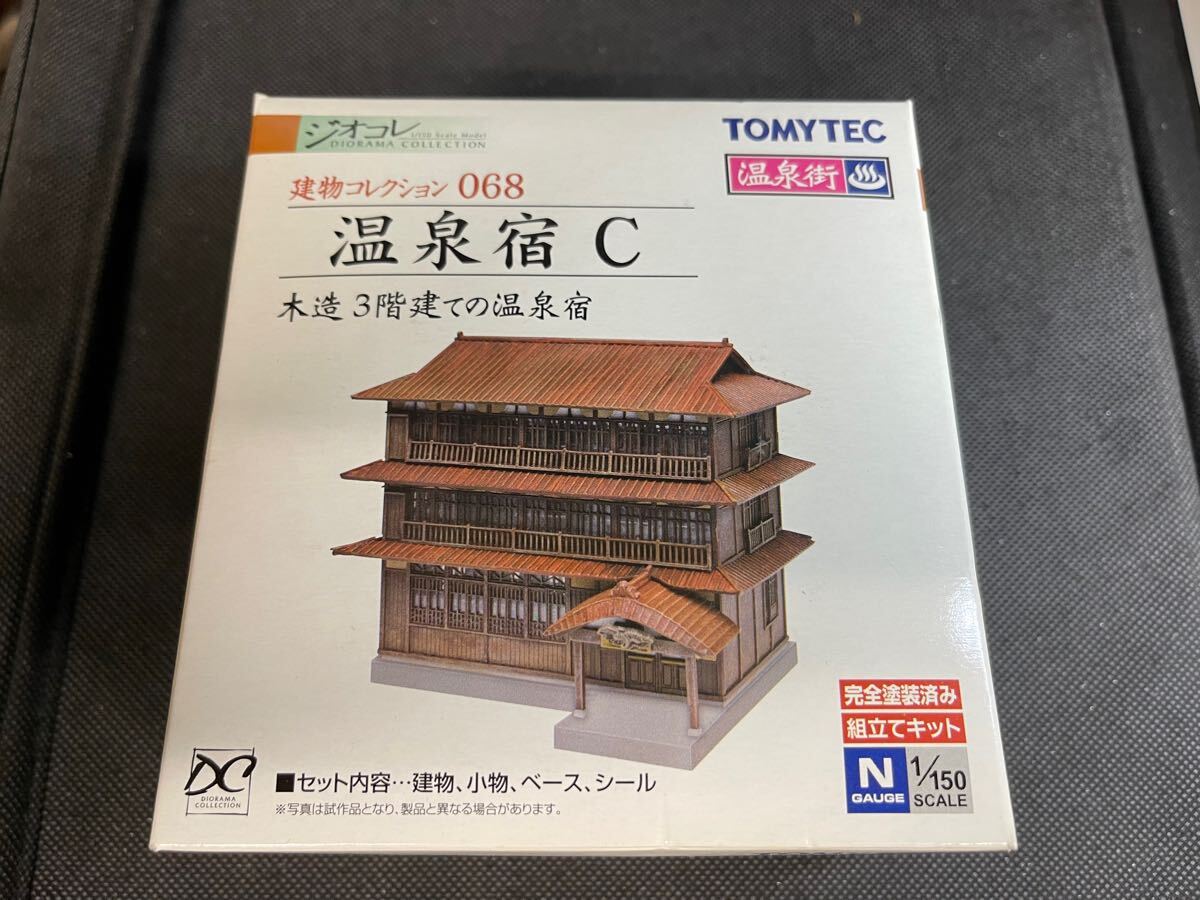 ジオコレ
1/150 Scale Model
DIORAMA COLLECTION
TOMYTEC
温泉街
建物コレクション 068
温泉宿 C
木造 3階建ての温泉宿
完全塗装済み
組立てキット
N GAUGE
1/150 SCALE
DC
DIORAMA COLLECTION
■セット内容…建物、小物、ベース、シール
※写真は試作品となり、製品と異なる場合があります。